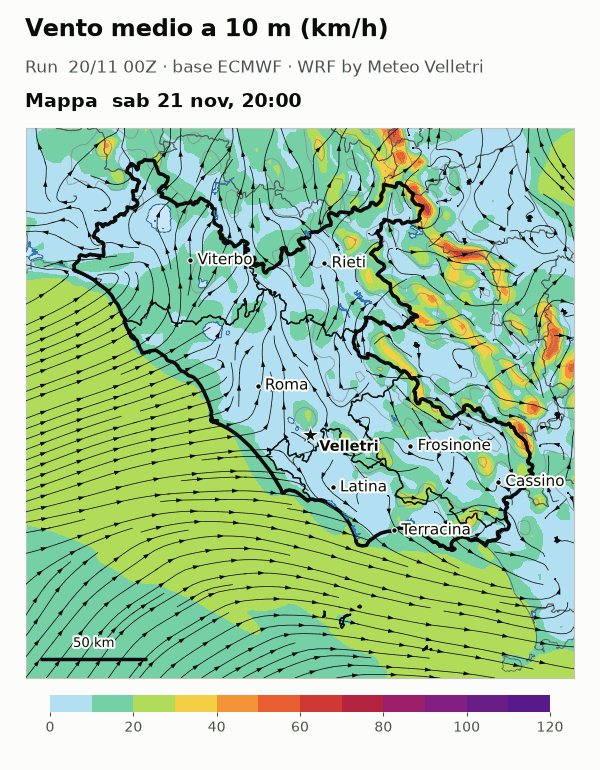 Vento medio a 10 m (km/h)
Run  20/11 00Z · base ECMWF · WRF by Meteo Velletri
Mappa  sab 21 nov, 20:00
Viterbo
Rieti
Roma
Velletri
Frosinone
Cassino
Latina
Terracina
50 km
0 20 40 60 80 100 120